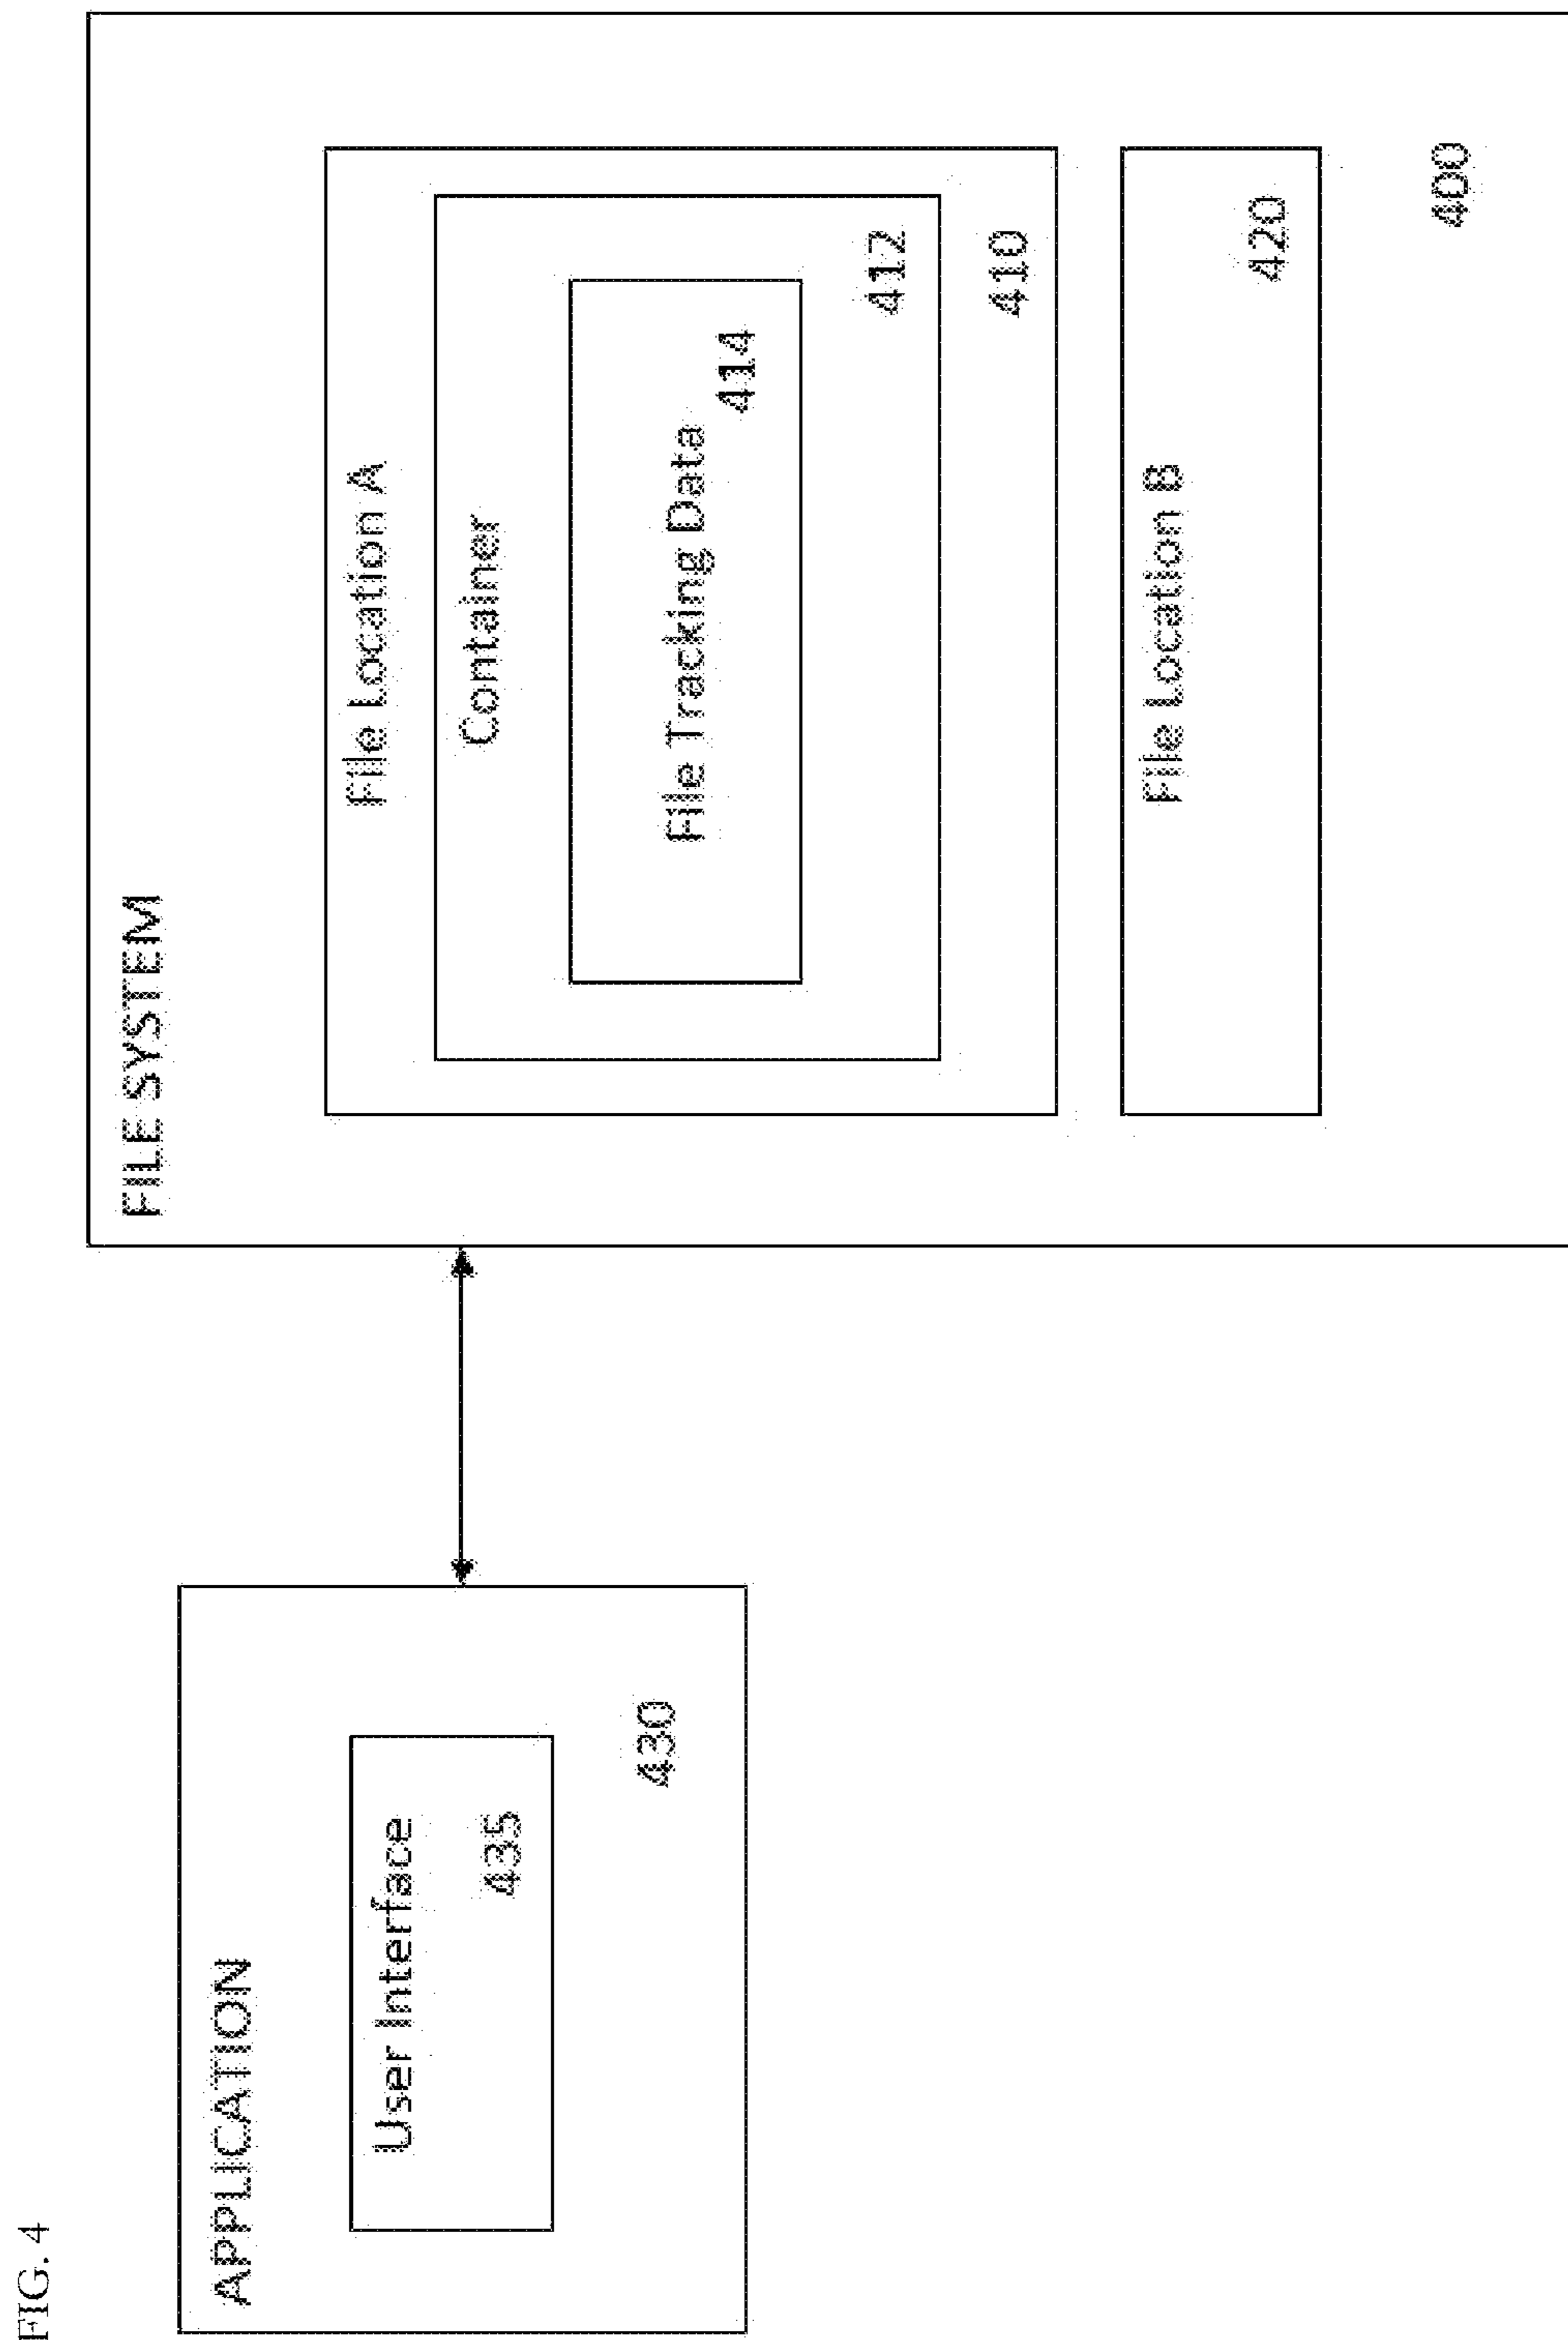 FIG. 4
APPLICATION
User Interface
435
430
FILE SYSTEM
File Location A
Container
File Tracking Data
414
412
410
File Location B
420
400